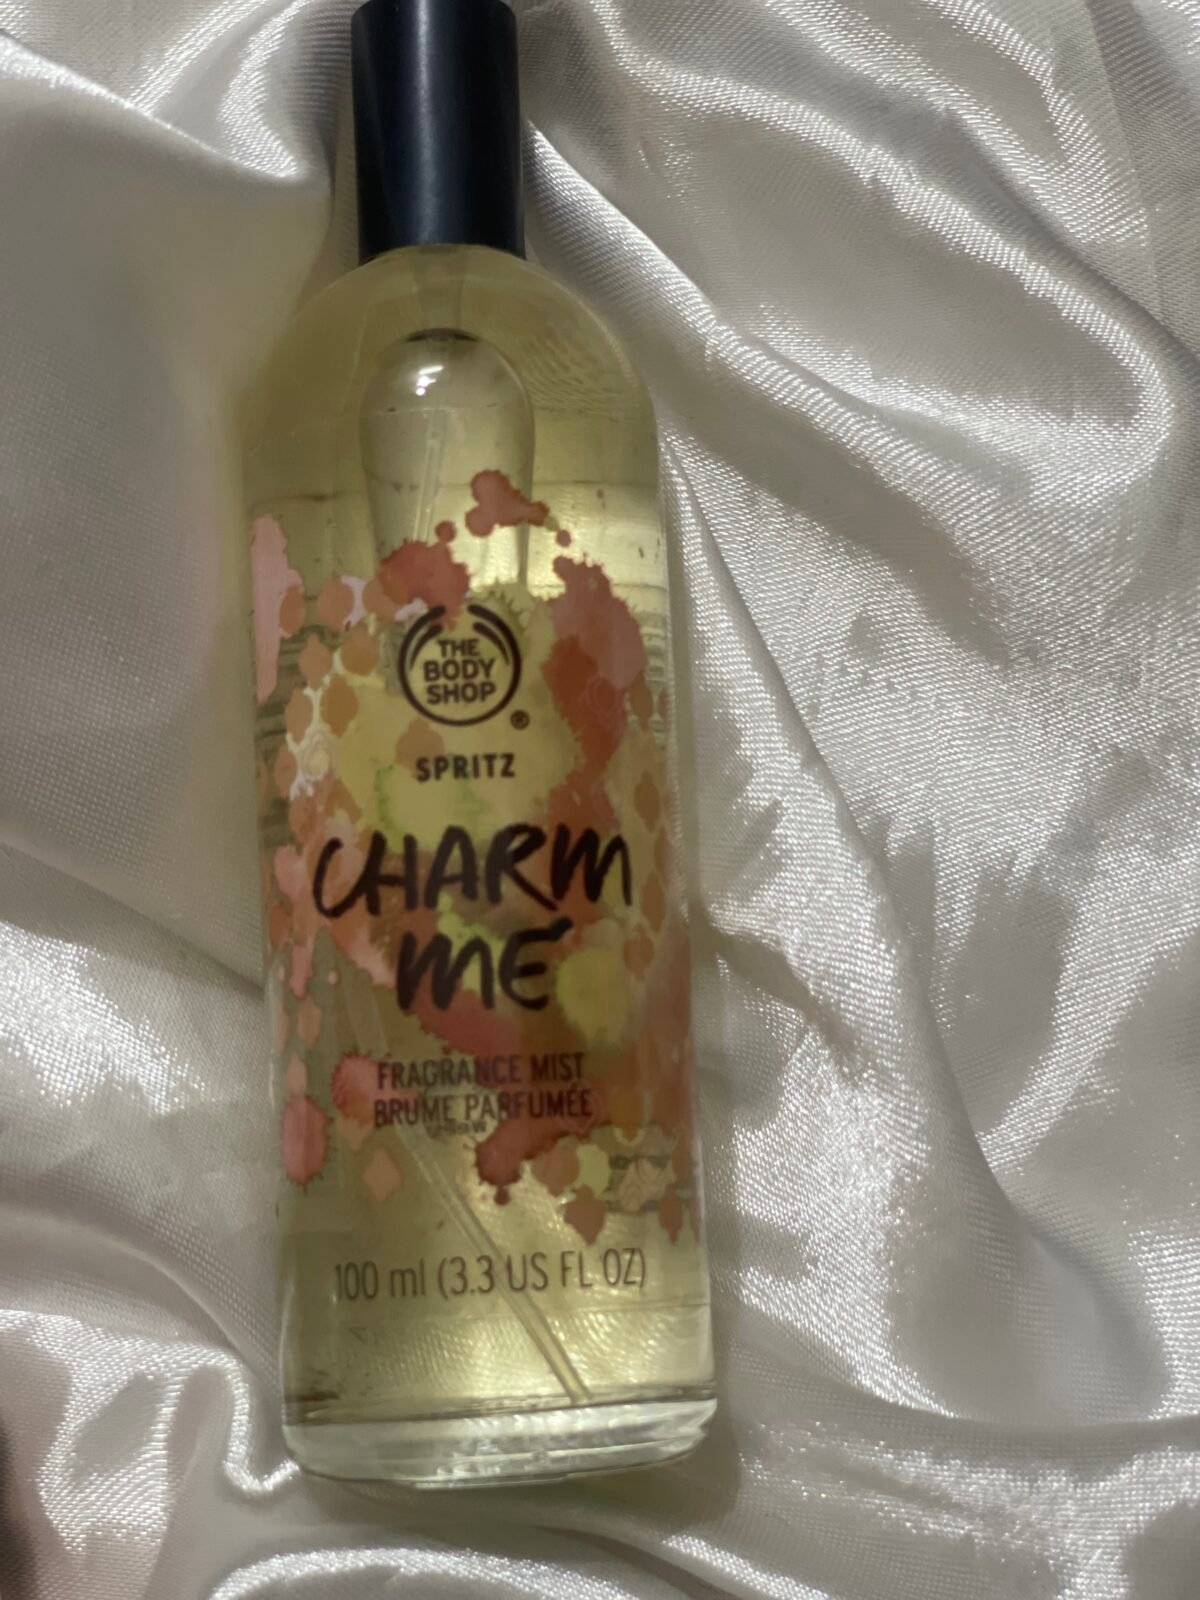 THE
BODY
SHOP
®
SPRITZ
CHARM
ME
FRAGRANCE MIST
BRUME PARFUMÉE
100 ml (3.3 US FL OZ)